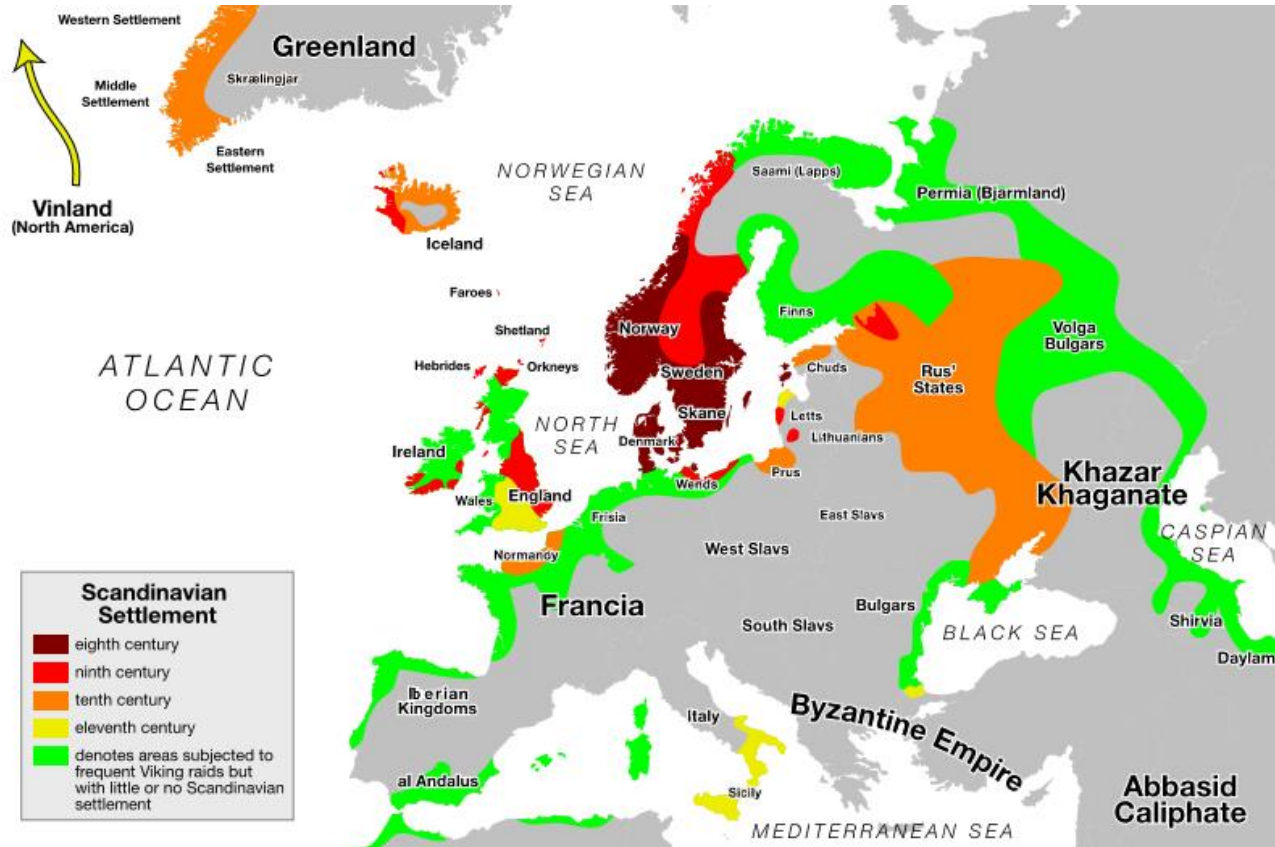 Western Settlement
Greenland
Skrælingjar
Middle
Settlement
Eastern
Settlement
Vinland
(North America)
NORWEGIAN
SEA
Saami (Lapps)
Permia (Bjarmland)
Iceland
Faroes
Finns
Norway
Volga
Bulgars
Shetland
ATLANTIC
OCEAN
Hebrides
Orkneys
Sweden
Chuds
Rus'
States
Skane
NORTH
SEA
Denmark
Letts
Lithuanians
Ireland
Prus
Wends
Khazar
Khaganate
Wales
England
Frisia
East Slavs
CASPIAN
SEA
Normandy
West Slavs
Francia
Bulgars
South Slavs
BLACK SEA
Shirvia
Daylam
Iberian
Kingdoms
Italy
Byzantine Empire
al Andalus
Sicily
Abbasid
Caliphate
MEDITERRANEAN SEA
Scandinavian
Settlement
eighth century
ninth century
tenth century
eleventh century
denotes areas subjected to
frequent Viking raids but
with little or no Scandinavian
settlement